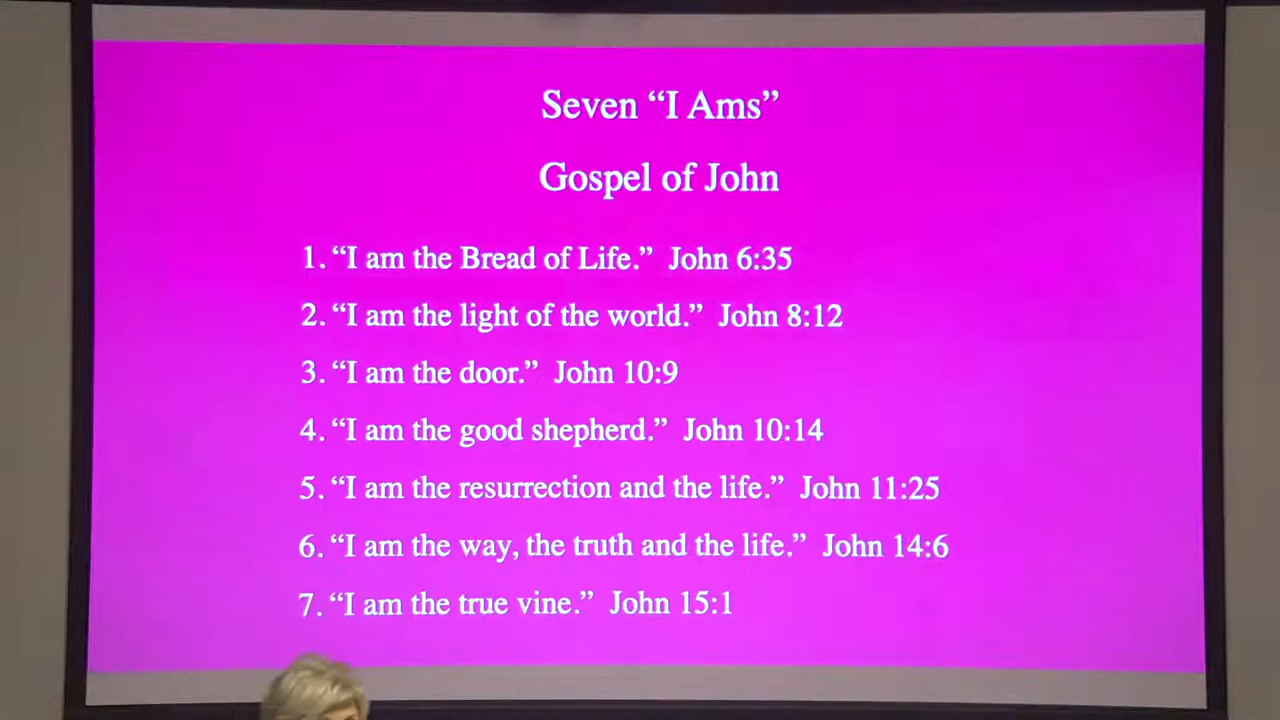 Seven “I Ams”
Gospel of John
1. “I am the Bread of Life.” John 6:35
2. “I am the light of the world.” John 8:12
3. “I am the door.” John 10:9
4. “I am the good shepherd.” John 10:14
5. “I am the resurrection and the life.” John 11:25
6. “I am the way, the truth and the life.” John 14:6
7. “I am the true vine.” John 15:1